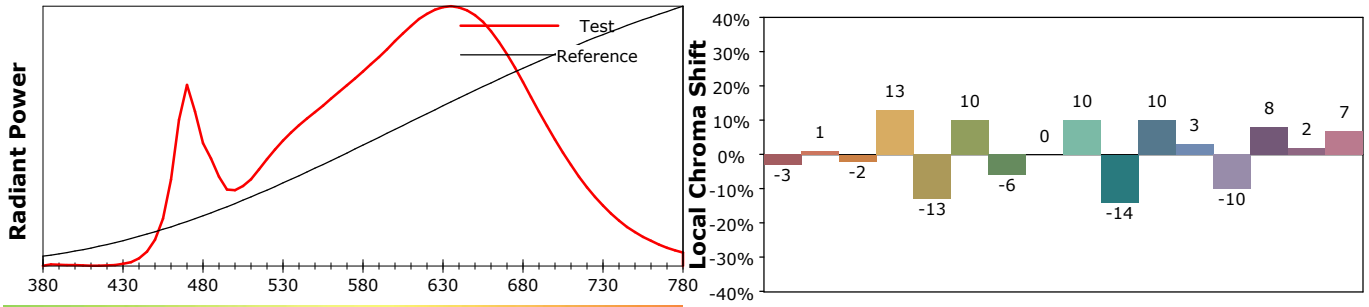 Radiant Power
Test
Reference
380 430 480 530 580 630 680 730 780
Local Chroma Shift
40%
30%
20%
10%
0%
-10%
-20%
-30%
-40%
-3 1 -2 13 -13 10 -6 0 10 -14 10 3 -10 8 2 7